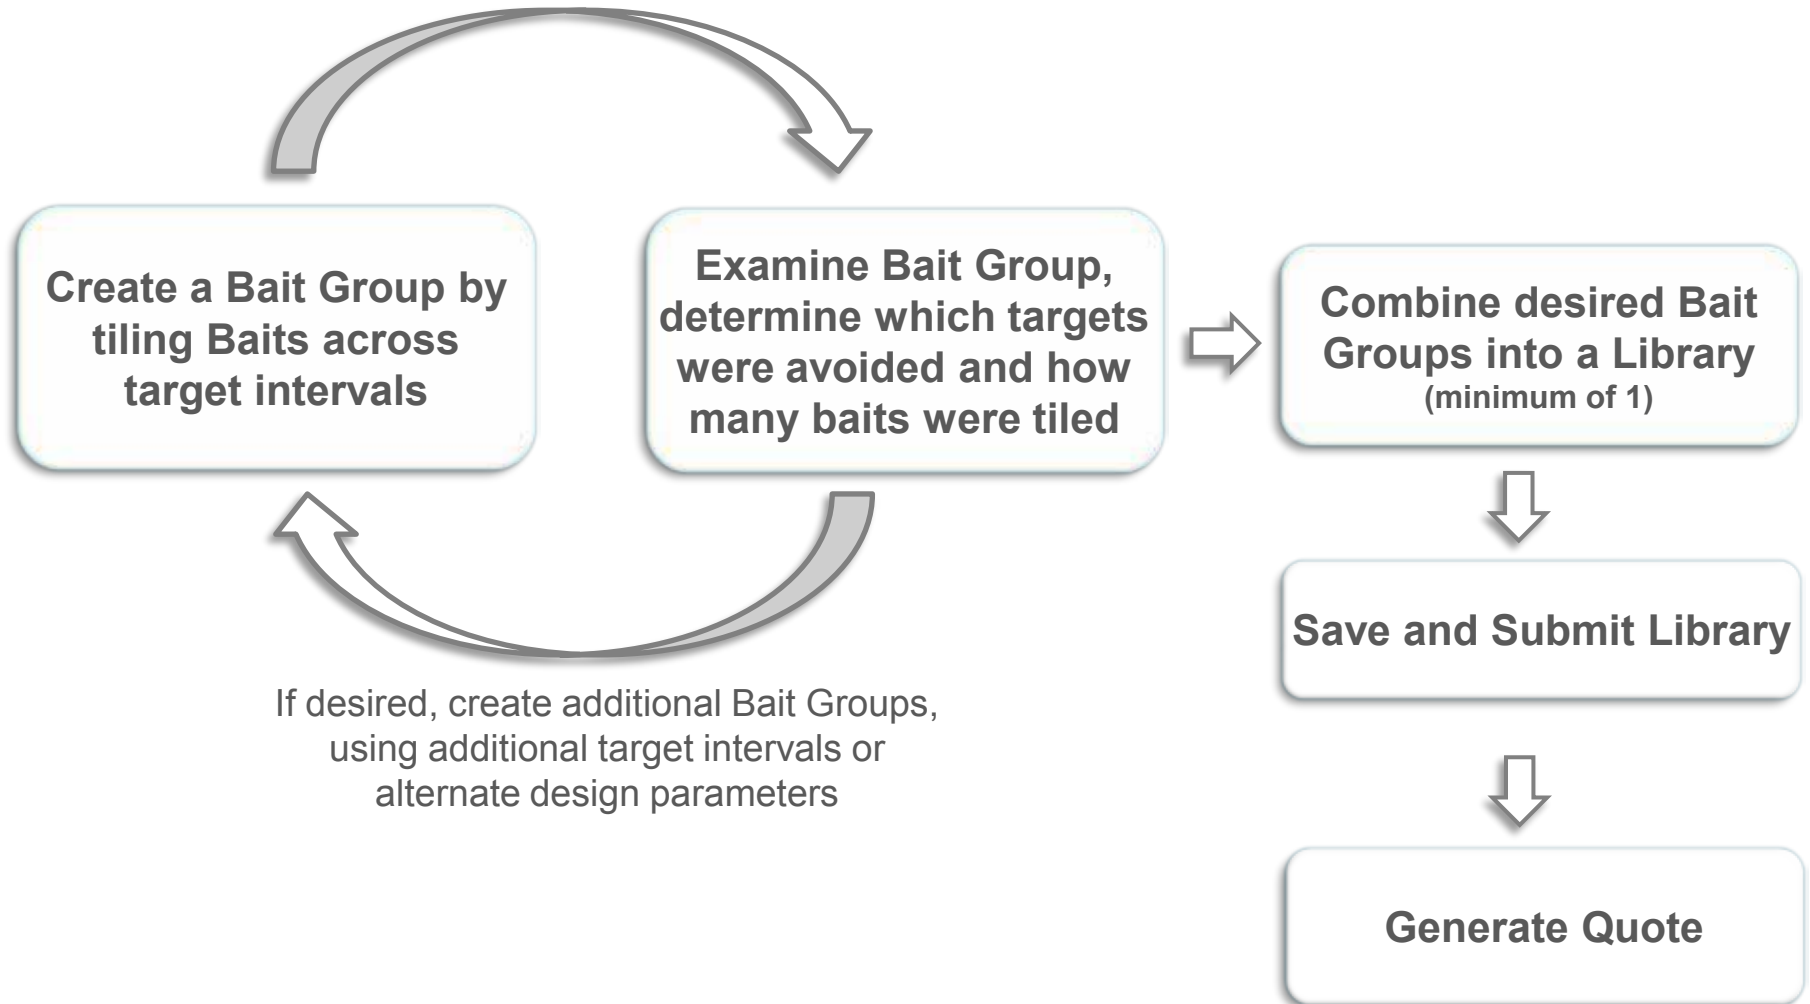 Create a Bait Group by
tiling Baits across
target intervals
Examine Bait Group,
determine which targets
were avoided and how
many baits were tiled
Combine desired Bait
Groups into a Library
(minimum of 1)
Save and Submit Library
If desired, create additional Bait Groups,
using additional target intervals or
alternate design parameters
Generate Quote